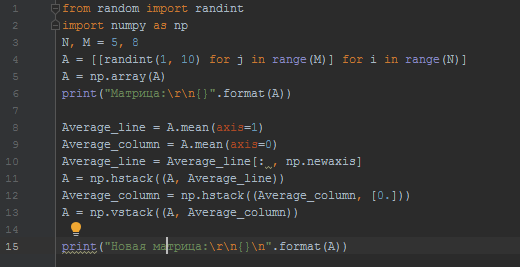 1 from random import randint
2 import numpy as np
3 N, M = 5, 8
4 A = [[randint(1, 10) for j in range(M)] for i in range(N)]
5 A = np.array(A)
6 print("Матрица:\r\n{}".format(A))
7
8 Average_line = A.mean(axis=1)
9 Average_column = A.mean(axis=0)
10 Average_line = Average_line[: , np.newaxis]
11 A = np.hstack((A, Average_line))
12 Average_column = np.hstack((Average_column, [0.]))
13 A = np.vstack((A, Average_column))
14
15 print("Новая матрица:\r\n{}\n".format(A))